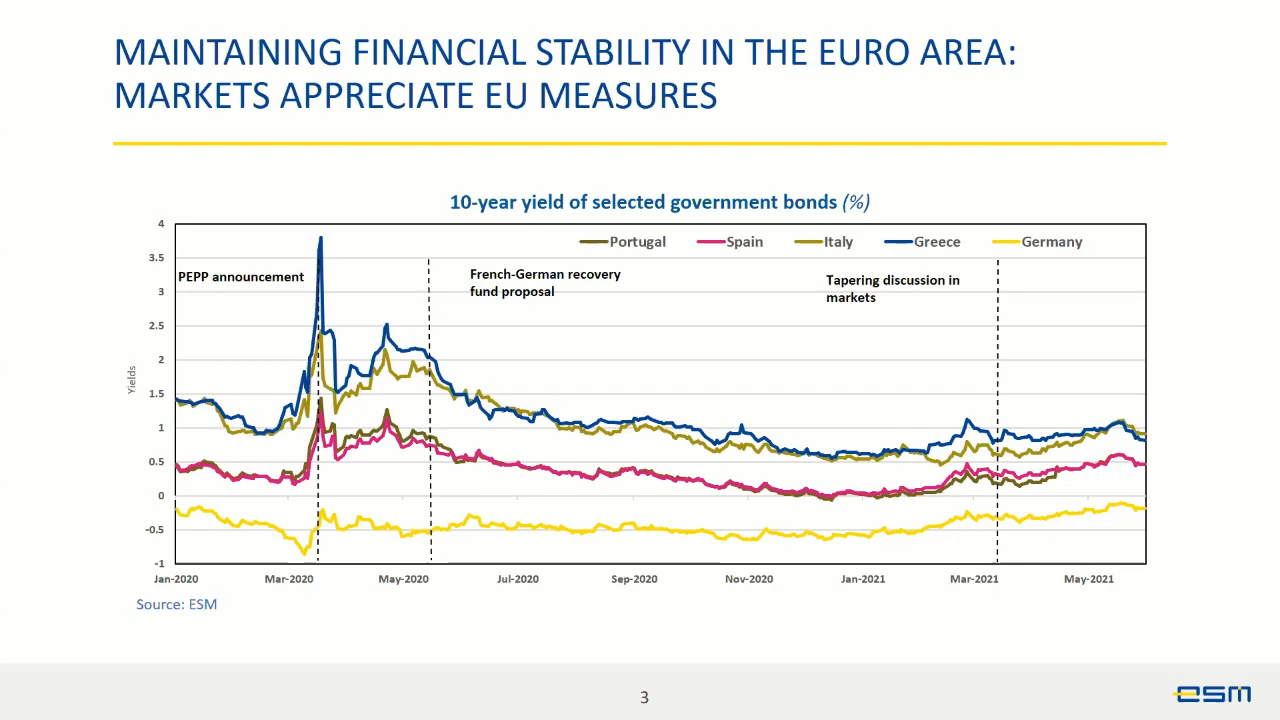 MAINTAINING FINANCIAL STABILITY IN THE EURO AREA:
MARKETS APPRECIATE EU MEASURES
10-year yield of selected government bonds (%)
4
3.5
3
2.5
2
1.5
1
0.5
0
-0.5
-1
Yields
Portugal Spain Italy Greece Germany
PEPP announcement
French-German recovery
fund proposal
Tapering discussion in
markets
Jan-2020 Mar-2020 May-2020 Jul-2020 Sep-2020 Nov-2020 Jan-2021 Mar-2021 May-2021
Source: ESM
3
esm